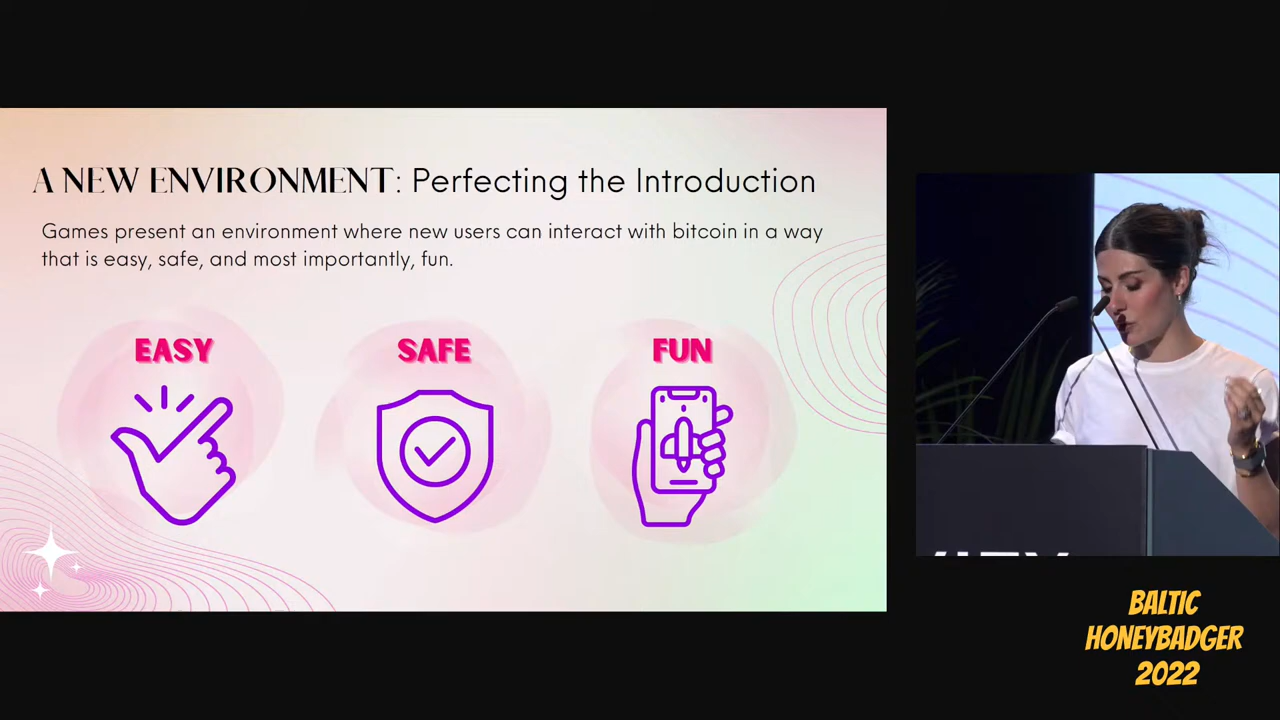 A NEW ENVIRONMENT: Perfecting the Introduction
Games present an environment where new users can interact with bitcoin in a way
that is easy, safe, and most importantly, fun.
EASY
SAFE
FUN
BALTIC
HONEYBADGER
2022